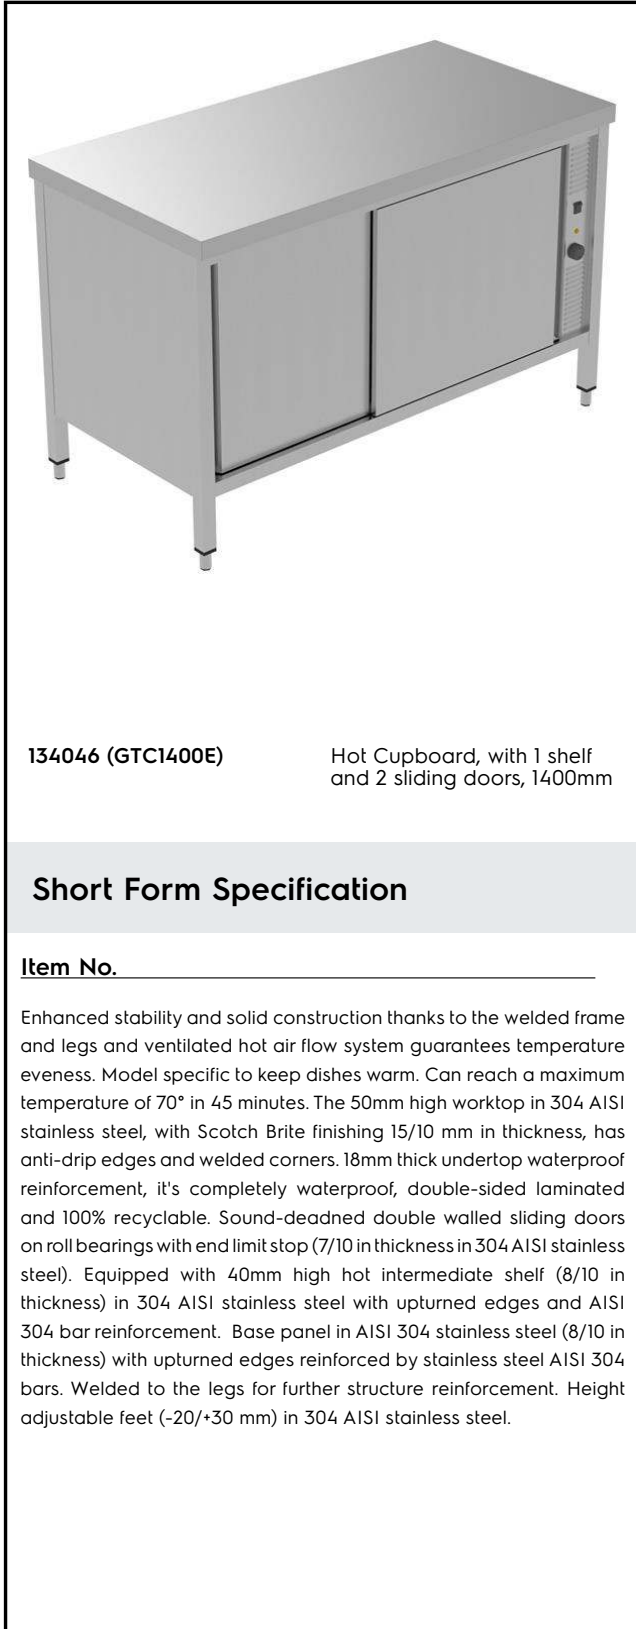 134046 (GTC1400E)
Hot Cupboard, with 1 shelf
and 2 sliding doors, 1400mm
Short Form Specification
Item No.
Enhanced stability and solid construction thanks to the welded frame
and legs and ventilated hot air flow system guarantees temperature
eveness. Model specific to keep dishes warm. Can reach a maximum
temperature of 70° in 45 minutes. The 50mm high worktop in 304 AISI
stainless steel, with Scotch Brite finishing 15/10 mm in thickness, has
anti-drip edges and welded corners. 18mm thick undertop waterproof
reinforcement, it's completely waterproof, double-sided laminated
and 100% recyclable. Sound-deadned double walled sliding doors
on roll bearings with end limit stop (7/10 in thickness in 304 AISI stainless
steel). Equipped with 40mm high hot intermediate shelf (8/10 in
thickness) in 304 AISI stainless steel with upturned edges and AISI
304 bar reinforcement. Base panel in AISI 304 stainless steel (8/10 in
thickness) with upturned edges reinforced by stainless steel AISI 304
bars. Welded to the legs for further structure reinforcement. Height
adjustable feet (-20/+30 mm) in 304 AISI stainless steel.